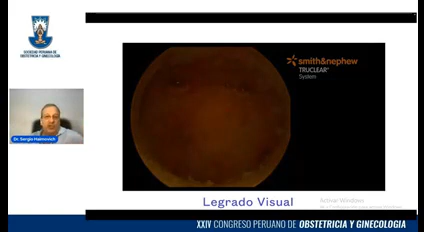 SOCIEDAD PERUANA DE
OBSTETRICIA Y GINECOLOGÍA
smith&nephew
TRUCLEAR°
System
Dr. Sergio Haimovich
Legrado Visual
Activar Windows
XXIV CONGRESO PERUANO DE OBSTETRICIA Y GINECOLOGIA